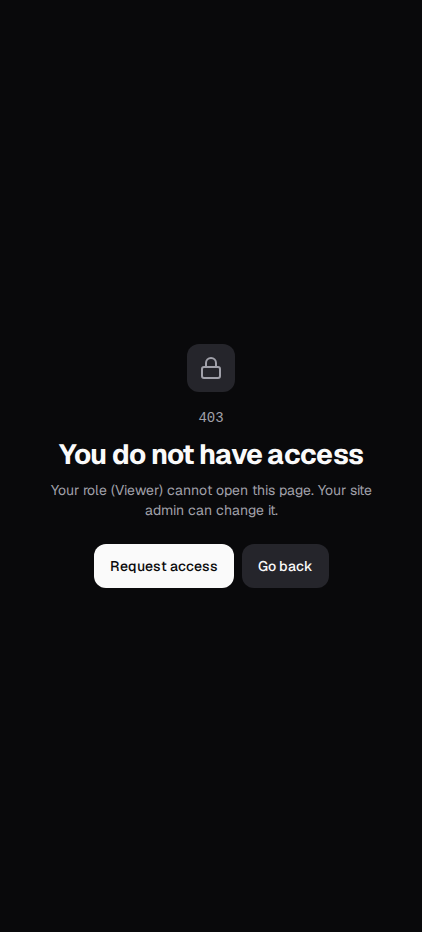 403
You do not have access
Your role (Viewer) cannot open this page. Your site
admin can change it.
Request access
Go back